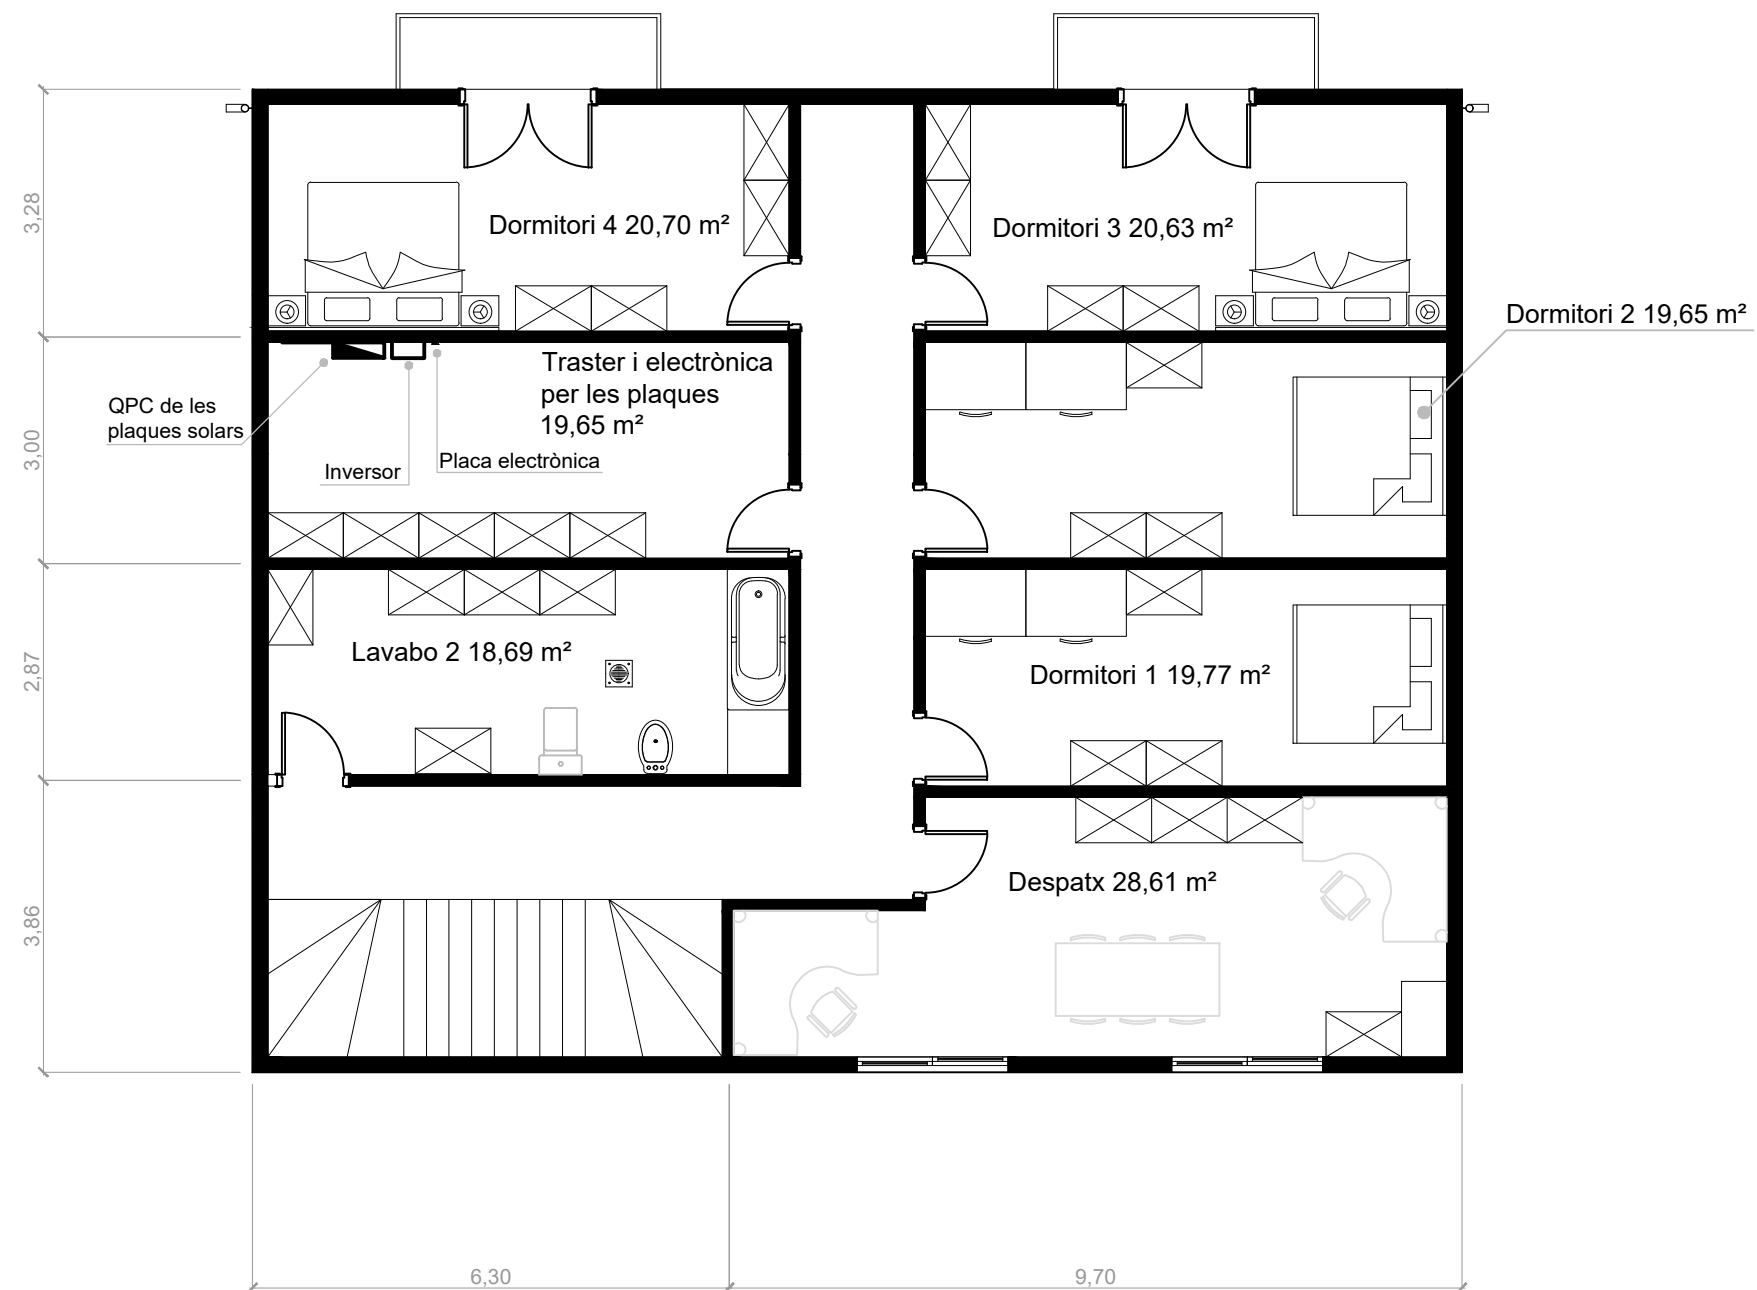 3,28
Dormitori 4 20,70 m²
Dormitori 3 20,63 m²
Dormitori 2 19,65 m²
Traster i electrònica
per les plaques
19,65 m²
QPC de les
plaques solars
Inversor
Placa electrònica
3,00
Lavabo 2 18,69 m²
Dormitori 1 19,77 m²
2,87
Despatx 28,61 m²
3,86
6,30
9,70